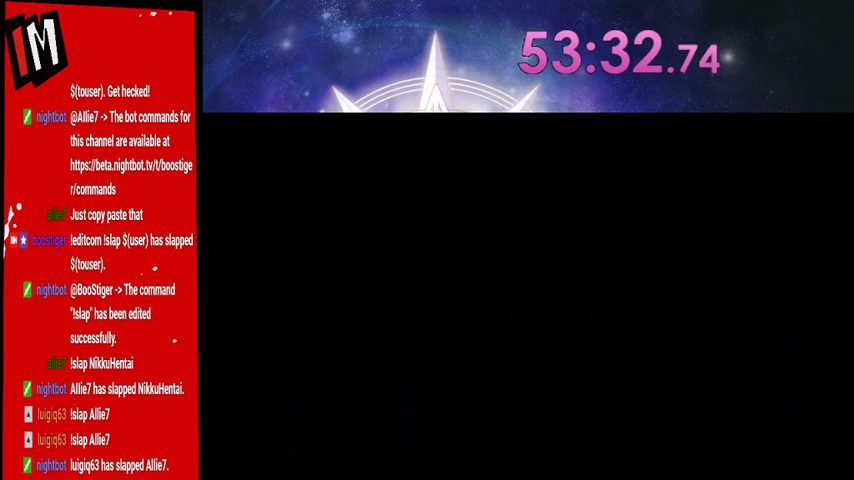 IM
53:32.74
$(touser). Get hecked!
nightbot @Allie7 -> The bot commands for
this channel are available at
https://beta.nightbot.tv/t/boostige
r/commands
allie7 Just copy paste that
boostiger !editcom !slap $(user) has slapped
$(touser).
nightbot @BooStiger -> The command
"!slap" has been edited
successfully.
allie7 !slap NikkuHentai
nightbot Allie7 has slapped NikkuHentai.
luigiq63 !slap Allie7
luigiq63 !slap Allie7
nightbot luigiq63 has slapped Allie7.